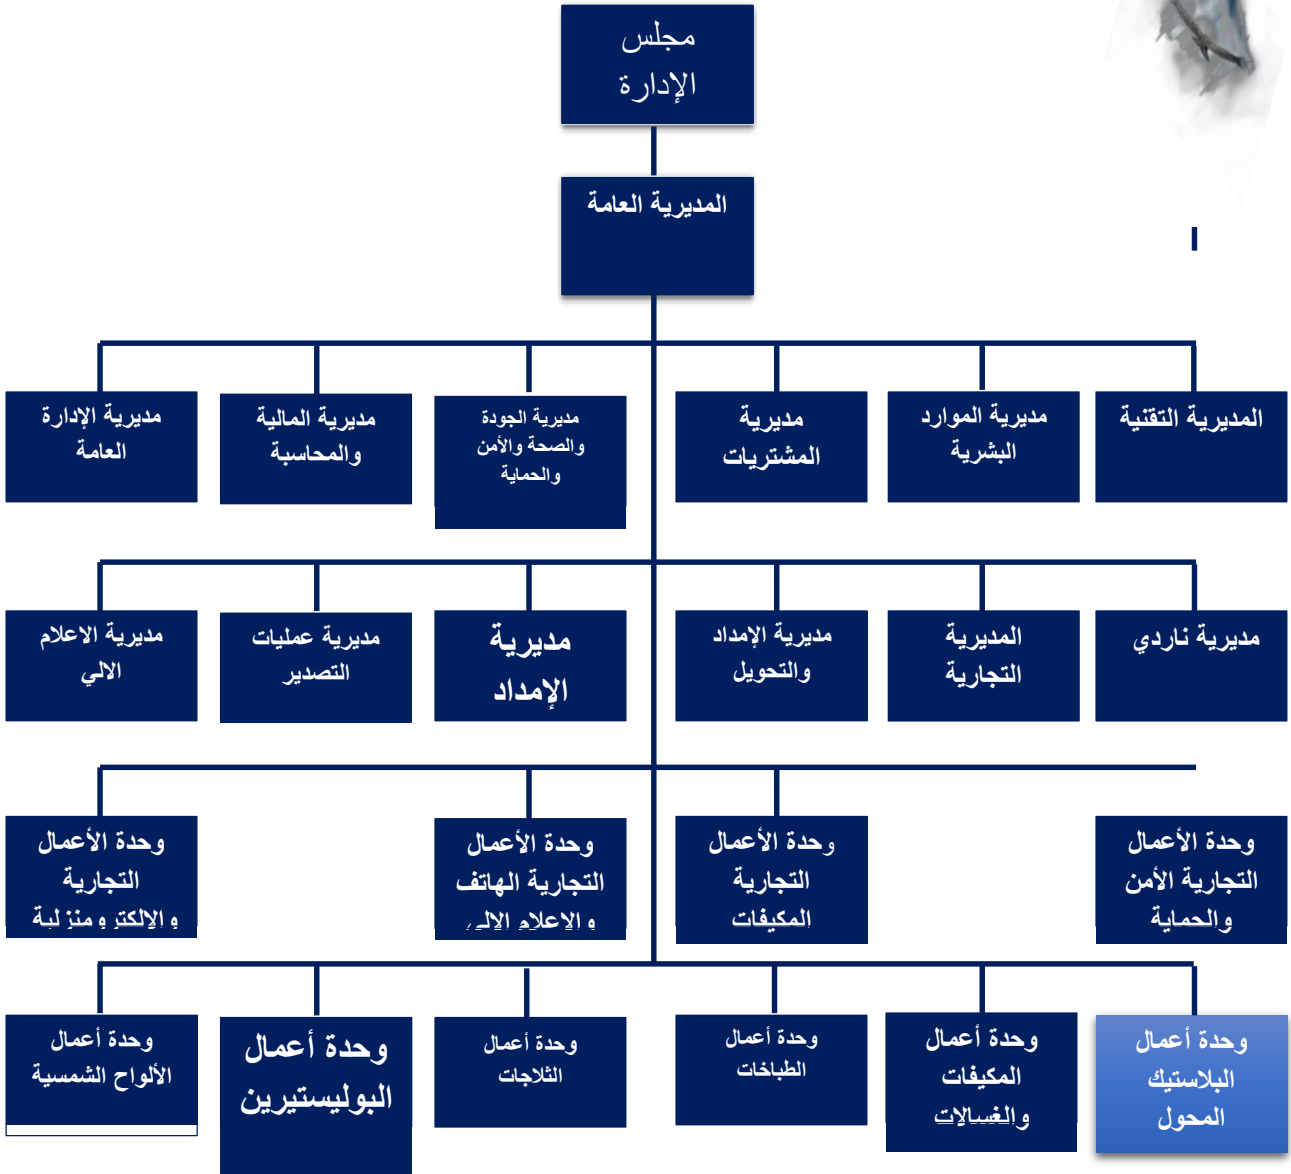 مجلس
الإدارة
المديرية العامة
المديرية التقنية
مديرية الموارد
البشرية
مديرية
المشتريات
مديرية الجودة
والصحة والأمن
والحماية
مديرية المالية
والمحاسبة
مديرية الإدارة
العامة
مديرية ناردي
المديرية
التجارية
مديرية الإمداد
والتحويل
مديرية
الإمداد
مديرية عمليات
التصدير
مديرية الاعلام
الالي
وحدة الأعمال
التجارية الأمن
والحماية
وحدة الأعمال
التجارية
المكيفات
وحدة الأعمال
التجارية الهاتف
والاعلام الالي
وحدة الأعمال
التجارية
والالكترومنزلية
وحدة أعمال
البلاستيك
المحول
وحدة أعمال
المكيفات
والغسالات
وحدة أعمال
الطباخات
وحدة أعمال
الثلاجات
وحدة أعمال
البوليستيرين
وحدة أعمال
الألواح الشمسية